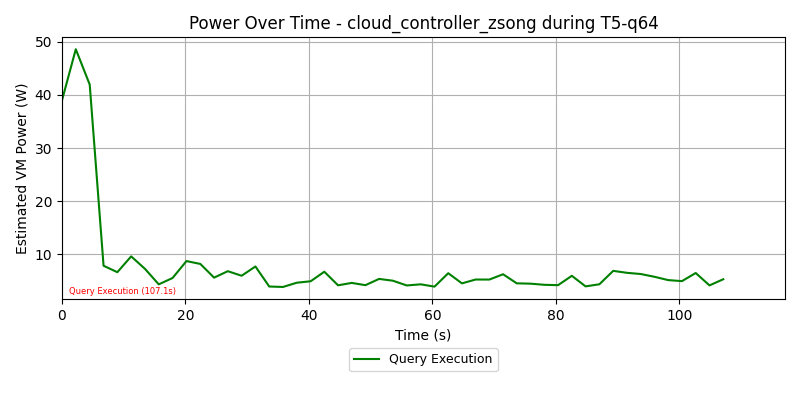 Power Over Time - cloud_controller_zsong during T5-q64
Estimated VM Power (W)
50
40
30
20
10
Query Execution (107.1s)
0
20
40
60
80
100
Time (s)
Query Execution